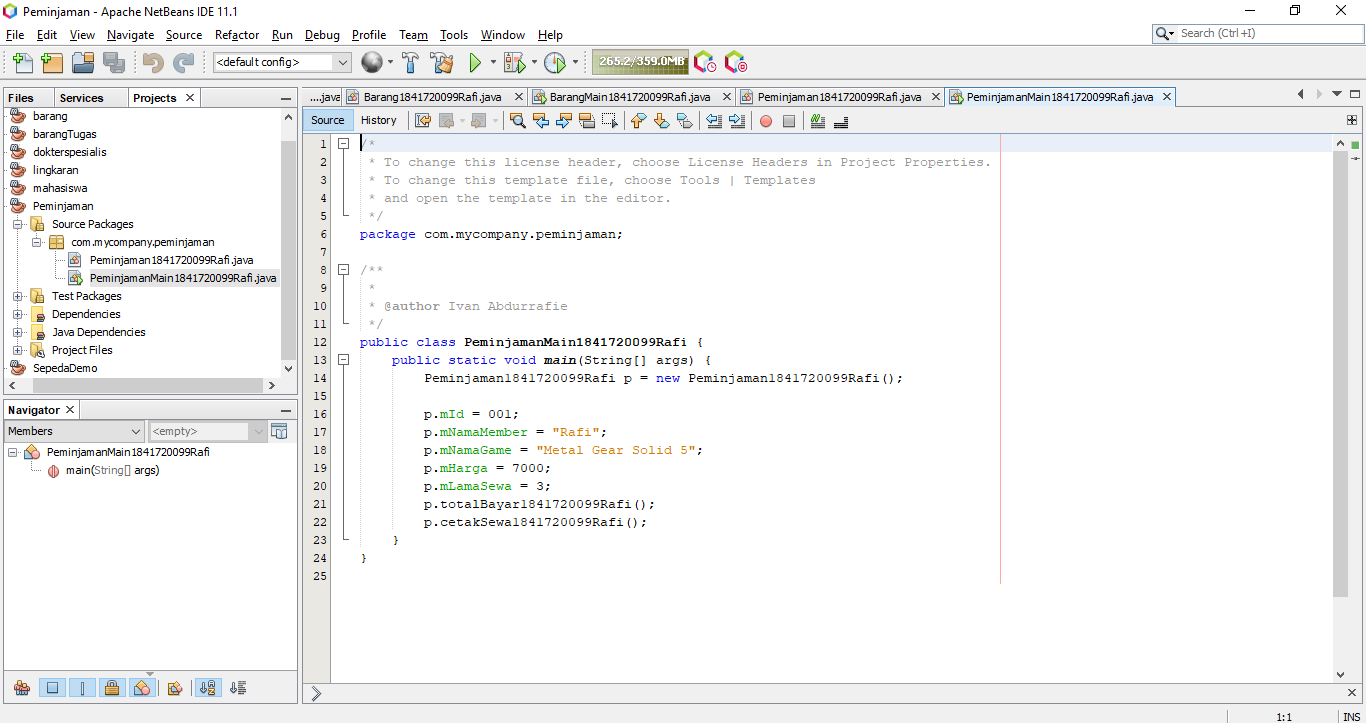 Peminjaman - Apache NetBeans IDE 11.1
File Edit View Navigate Source Refactor Run Debug Profile Team Tools Window Help
Search (Ctrl+I)
<default config>
265.2/359.0MB
Files Services Projects
barang
barangTugas
dokterspesialis
lingkaran
mahasiswa
Peminjaman
Source Packages
com.mycompany.peminjaman
Peminjaman1841720099Rafi.java
PeminjamanMain1841720099Rafi.java
Test Packages
Dependencies
Java Dependencies
Project Files
SepedaDemo
Navigator
Members <empty>
PeminjamanMain1841720099Rafi
main(String[] args)
....java Barang1841720099Rafi.java BarangMain1841720099Rafi.java Peminjaman1841720099Rafi.java PeminjamanMain1841720099Rafi.java
Source History
1 /*
2 * To change this license header, choose License Headers in Project Properties.
3 * To change this template file, choose Tools | Templates
4 * and open the template in the editor.
5 */
6 package com.mycompany.peminjaman;
7
8 /**
9 *
10 * @author Ivan Abdurrafie
11 */
12 public class PeminjamanMain1841720099Rafi {
13 public static void main(String[] args) {
14 Peminjaman1841720099Rafi p = new Peminjaman1841720099Rafi();
15
16 p.mId = 001;
17 p.mNamaMember = "Rafi";
18 p.mNamaGame = "Metal Gear Solid 5";
19 p.mHarga = 7000;
20 p.mLamaSewa = 3;
21 p.totalBayar1841720099Rafi();
22 p.cetakSewa1841720099Rafi();
23 }
24 }
25
1:1 INS